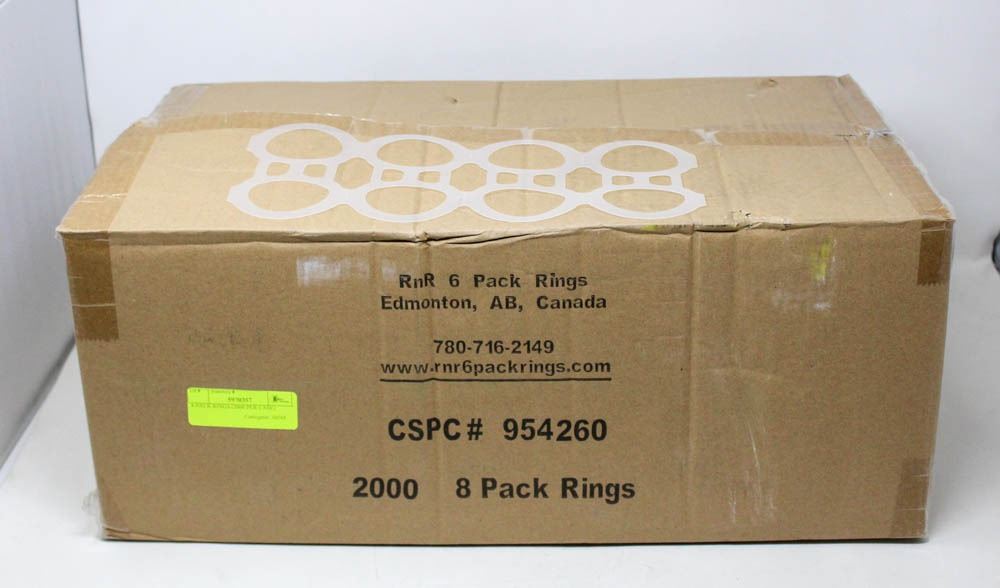 RnR 6 Pack Rings
Edmonton, AB, Canada
780-716-2149
www.rnr6packrings.com
5970357
CSPC# 954260
2000 8 Pack Rings